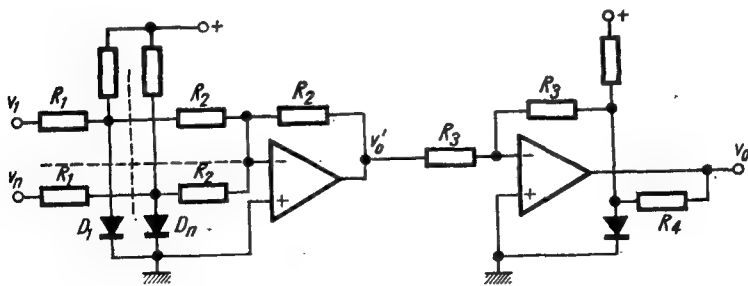 + +
v₁ R₁ R₂ R₂ R₃
v₀' R₃
vₙ R₁ R₂ − + − + v₀
D₁ Dₙ R₄